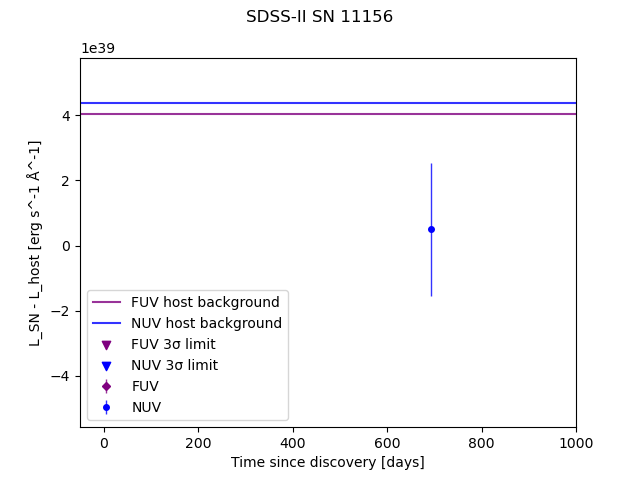 SDSS-II SN 11156
1e39
L_SN - L_host [erg s^-1 Å^-1]
4
2
0
−2
−4
FUV host background
NUV host background
FUV 3σ limit
NUV 3σ limit
FUV
NUV
0 200 400 600 800 1000
Time since discovery [days]